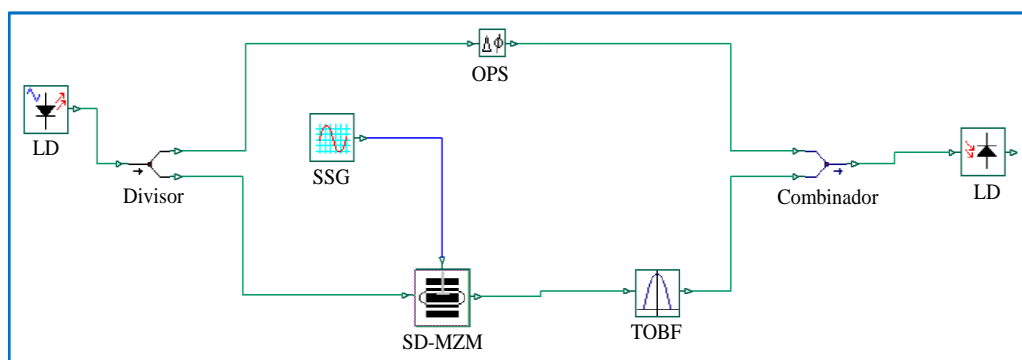 OPS
LD
SSG
Divisor
Combinador
LD
SD-MZM
TOBF